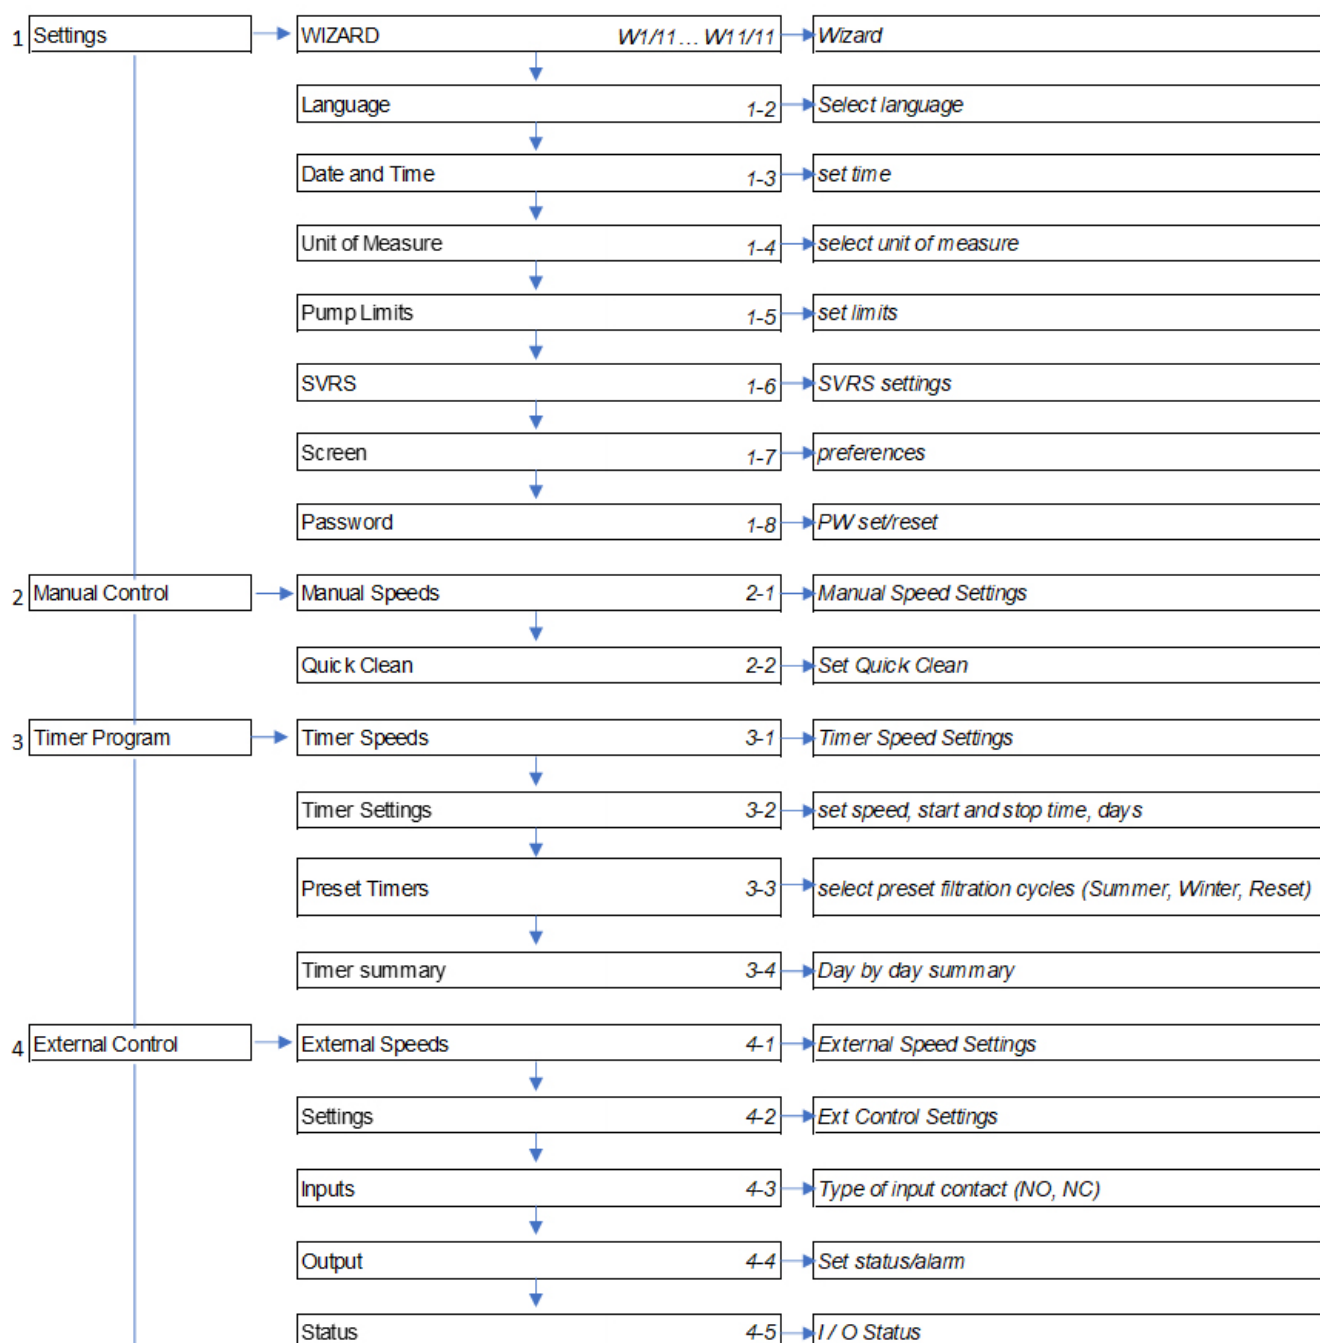 1 Settings WIZARD W1/11... W11/11 Wizard
Language 1-2 Select language
Date and Time 1-3 set time
Unit of Measure 1-4 select unit of measure
Pump Limits 1-5 set limits
SVRS 1-6 SVRS settings
Screen 1-7 preferences
Password 1-8 PW set/reset
2 Manual Control Manual Speeds 2-1 Manual Speed Settings
Quick Clean 2-2 Set Quick Clean
3 Timer Program Timer Speeds 3-1 Timer Speed Settings
Timer Settings 3-2 set speed, start and stop time, days
Preset Timers 3-3 select preset filtration cycles (Summer, Winter, Reset)
Timer summary 3-4 Day by day summary
4 External Control External Speeds 4-1 External Speed Settings
Settings 4-2 Ext Control Settings
Inputs 4-3 Type of input contact (NO, NC)
Output 4-4 Set status/alarm
Status 4-5 I / O Status